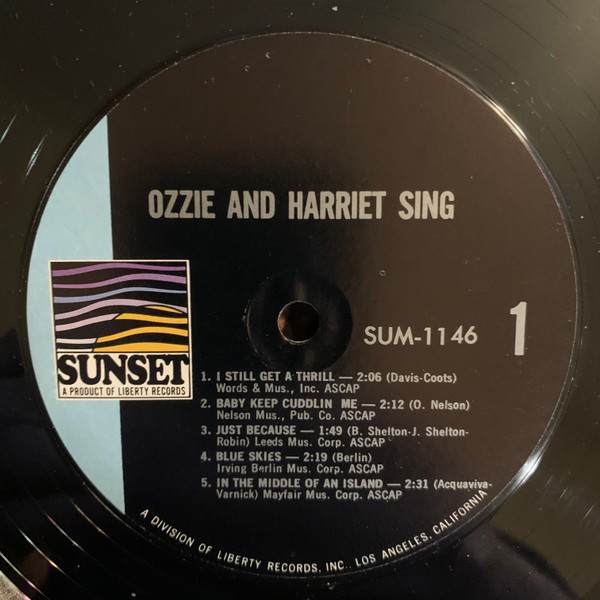 OZZIE AND HARRIET SING
SUM-1146
1
SUNSET
A PRODUCT OF LIBERTY RECORDS
1. I STILL GET A THRILL — 2:06 (Davis-Coots)
Words & Mus., Inc. ASCAP
2. BABY KEEP CUDDLIN ME — 2:12 (O. Nelson)
Nelson Mus., Pub. Co. ASCAP
3. JUST BECAUSE — 1:49 (B. Shelton-J. Shelton-
Robin) Leeds Mus. Corp. ASCAP
4. BLUE SKIES — 2:19 (Berlin)
Irving Berlin Mus. Corp. ASCAP
5. IN THE MIDDLE OF AN ISLAND — 2:31 (Acquaviva-
Varnick) Mayfair Mus. Corp. ASCAP
A DIVISION OF LIBERTY RECORDS, INC., LOS ANGELES, CALIFORNIA